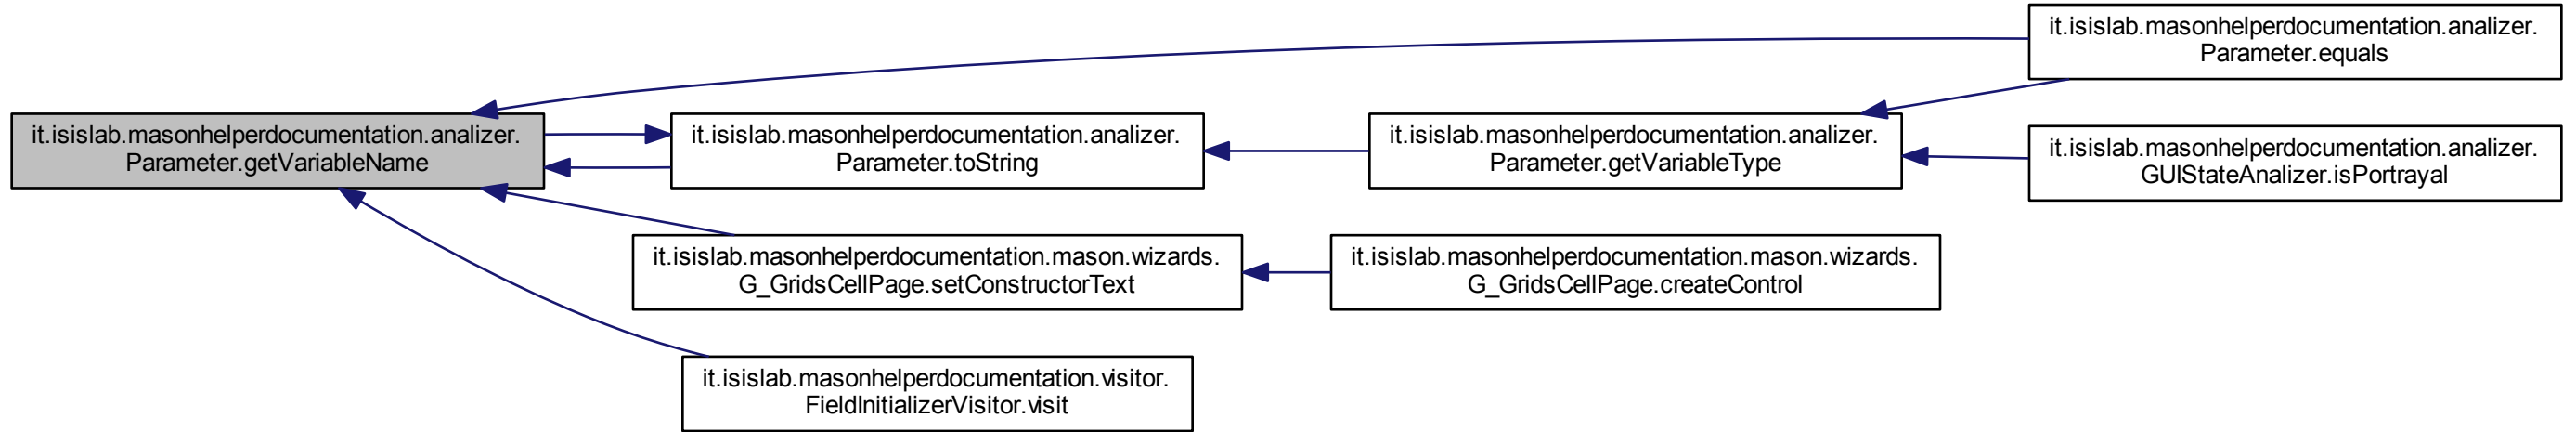 it.isislab.masonhelperdocumentation.analizer.
Parameter.getVariableName
it.isislab.masonhelperdocumentation.analizer.
Parameter.toString
it.isislab.masonhelperdocumentation.analizer.
Parameter.getVariableType
it.isislab.masonhelperdocumentation.analizer.
Parameter.equals
it.isislab.masonhelperdocumentation.analizer.
GUIStateAnalizer.isPortrayal
it.isislab.masonhelperdocumentation.mason.wizards.
G_GridsCellPage.setConstructorText
it.isislab.masonhelperdocumentation.mason.wizards.
G_GridsCellPage.createControl
it.isislab.masonhelperdocumentation.visitor.
FieldInitializerVisitor.visit